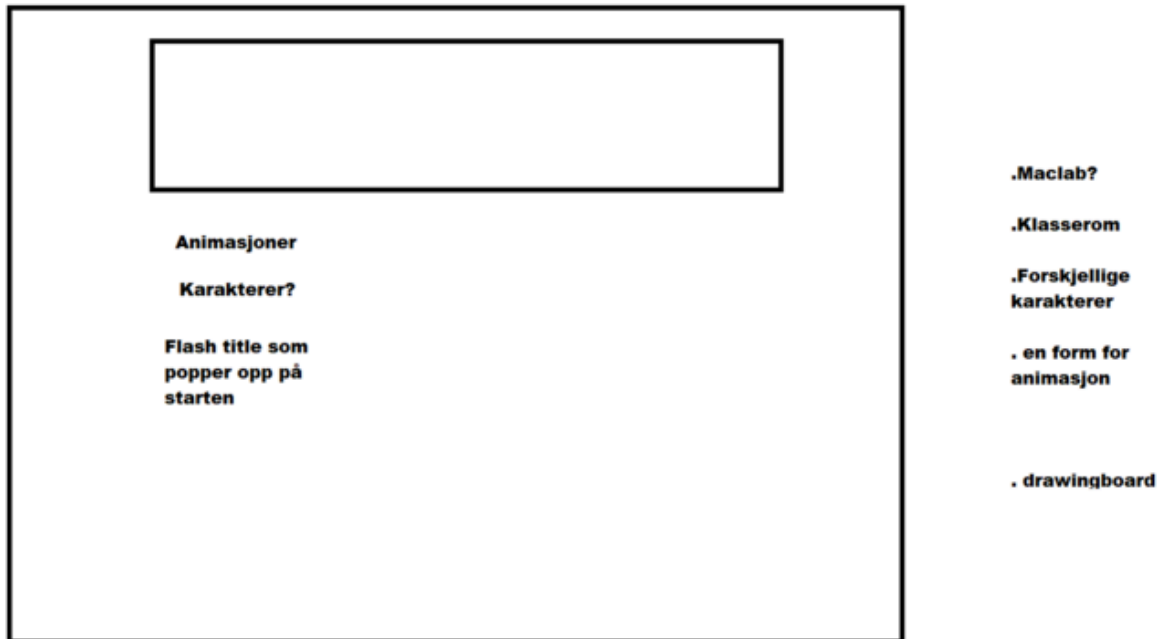 Animasjoner
Karakterer?
Flash title som
popper opp på
starten
.Maclab?
.Klasserom
.Forskjellige
karakterer
. en form for
animasjon
. drawingboard